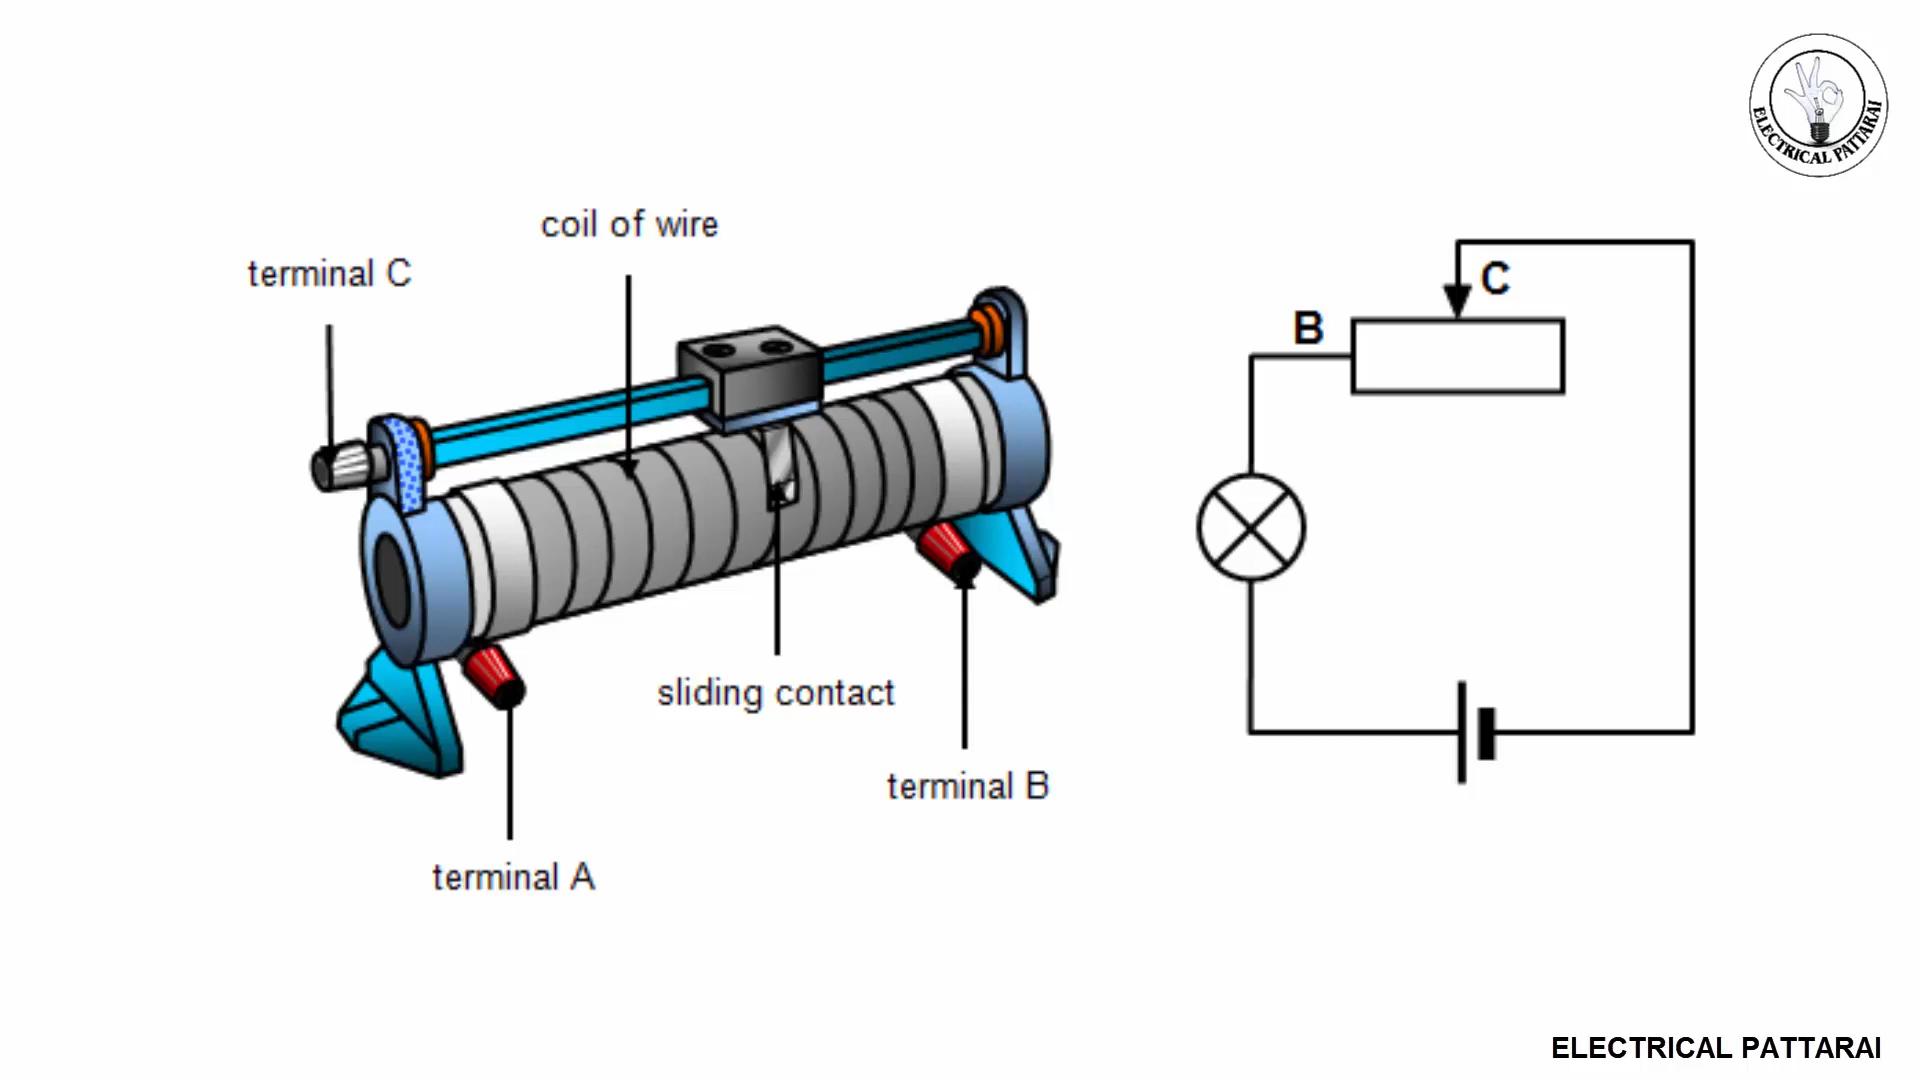 ELECTRICAL PATTARAI
coil of wire
terminal C
C
B
sliding contact
terminal B
terminal A
ELECTRICAL PATTARAI